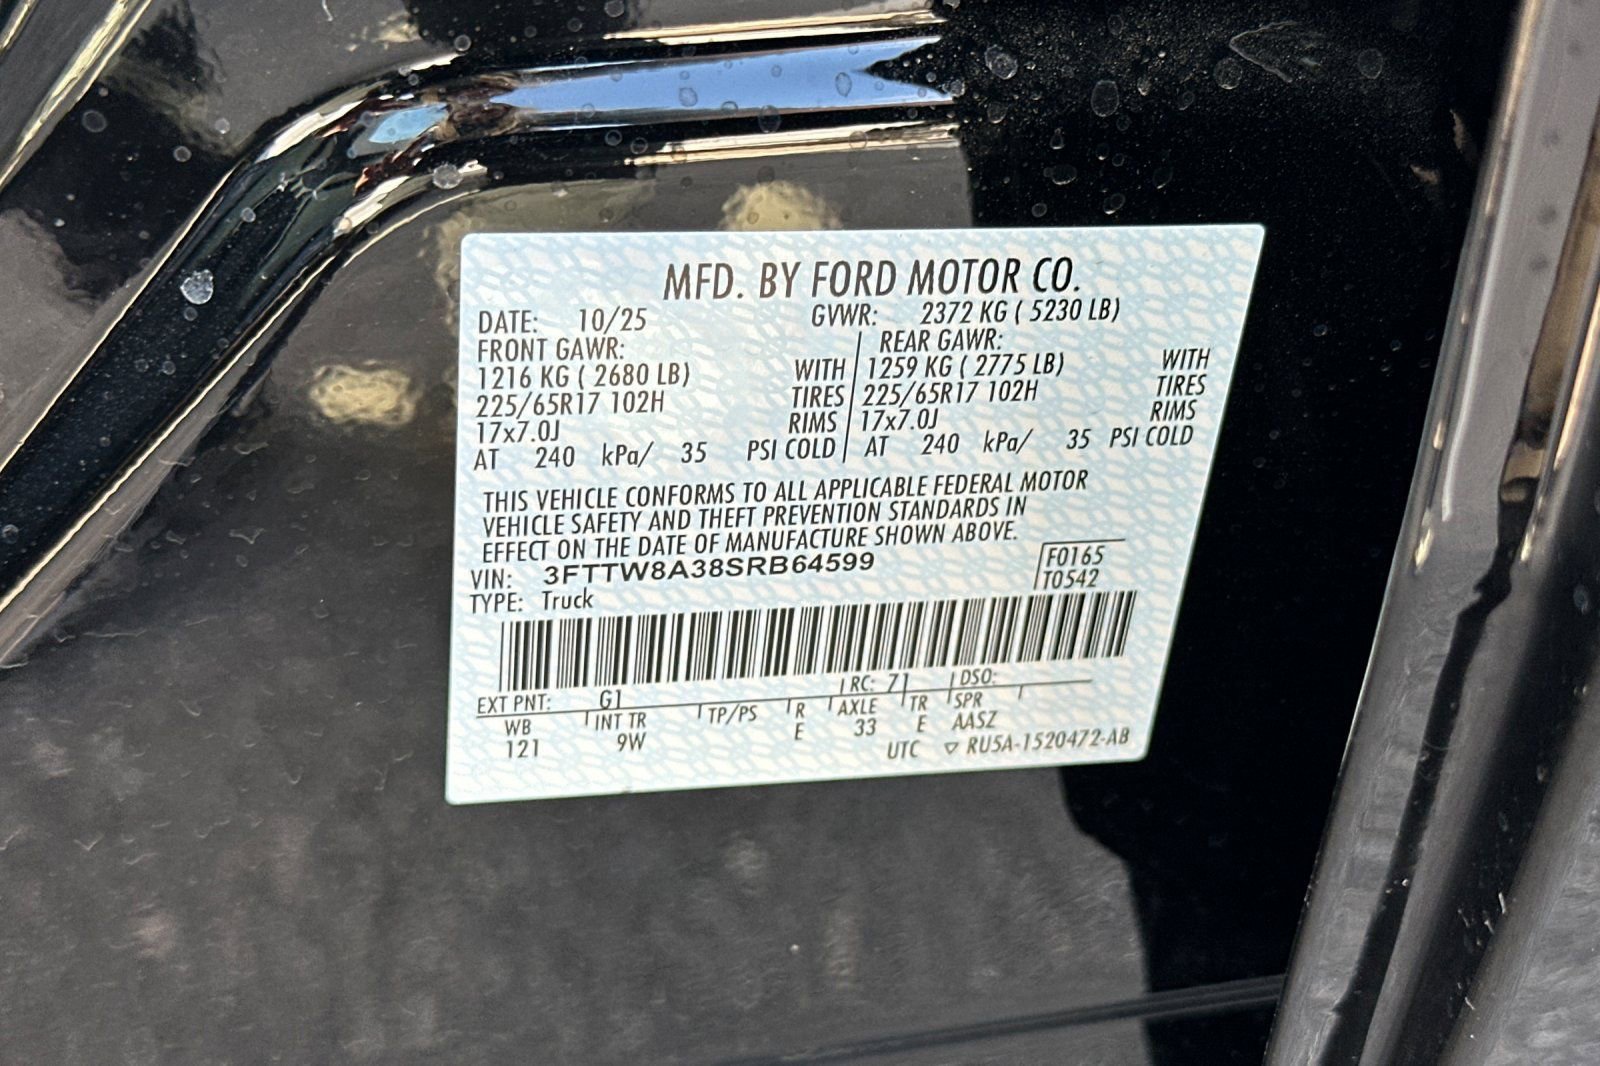 MFD. BY FORD MOTOR CO.
DATE: 10/25 GVWR: 2372 KG ( 5230 LB)
FRONT GAWR: REAR GAWR:
1216 KG ( 2680 LB) WITH 1259 KG ( 2775 LB) WITH
225/65R17 102H TIRES 225/65R17 102H TIRES
17x7.0J RIMS 17x7.0J RIMS
AT 240 kPa/ 35 PSI COLD AT 240 kPa/ 35 PSI COLD
THIS VEHICLE CONFORMS TO ALL APPLICABLE FEDERAL MOTOR
VEHICLE SAFETY AND THEFT PREVENTION STANDARDS IN
EFFECT ON THE DATE OF MANUFACTURE SHOWN ABOVE.
VIN: 3FTTW8A38SRB64599 F0165
TYPE: Truck T0542
EXT PNT: G1 RC: 71 DSO:
WB INT TR TP/PS R AXLE TR SPR
121 9W E 33 E AASZ
UTC ▽ RU5A-1520472-AB